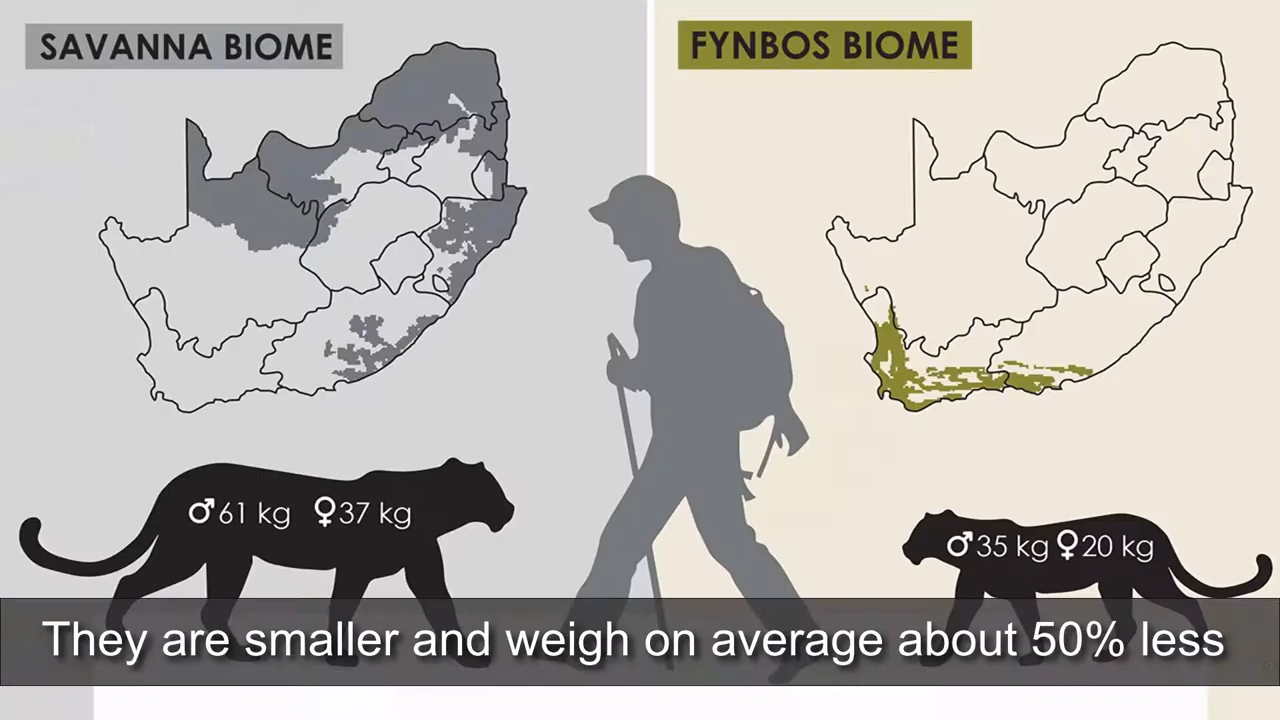 SAVANNA BIOME
FYNBOS BIOME
♂61 kg ♀37 kg
♂35 kg ♀20 kg
They are smaller and weigh on average about 50% less